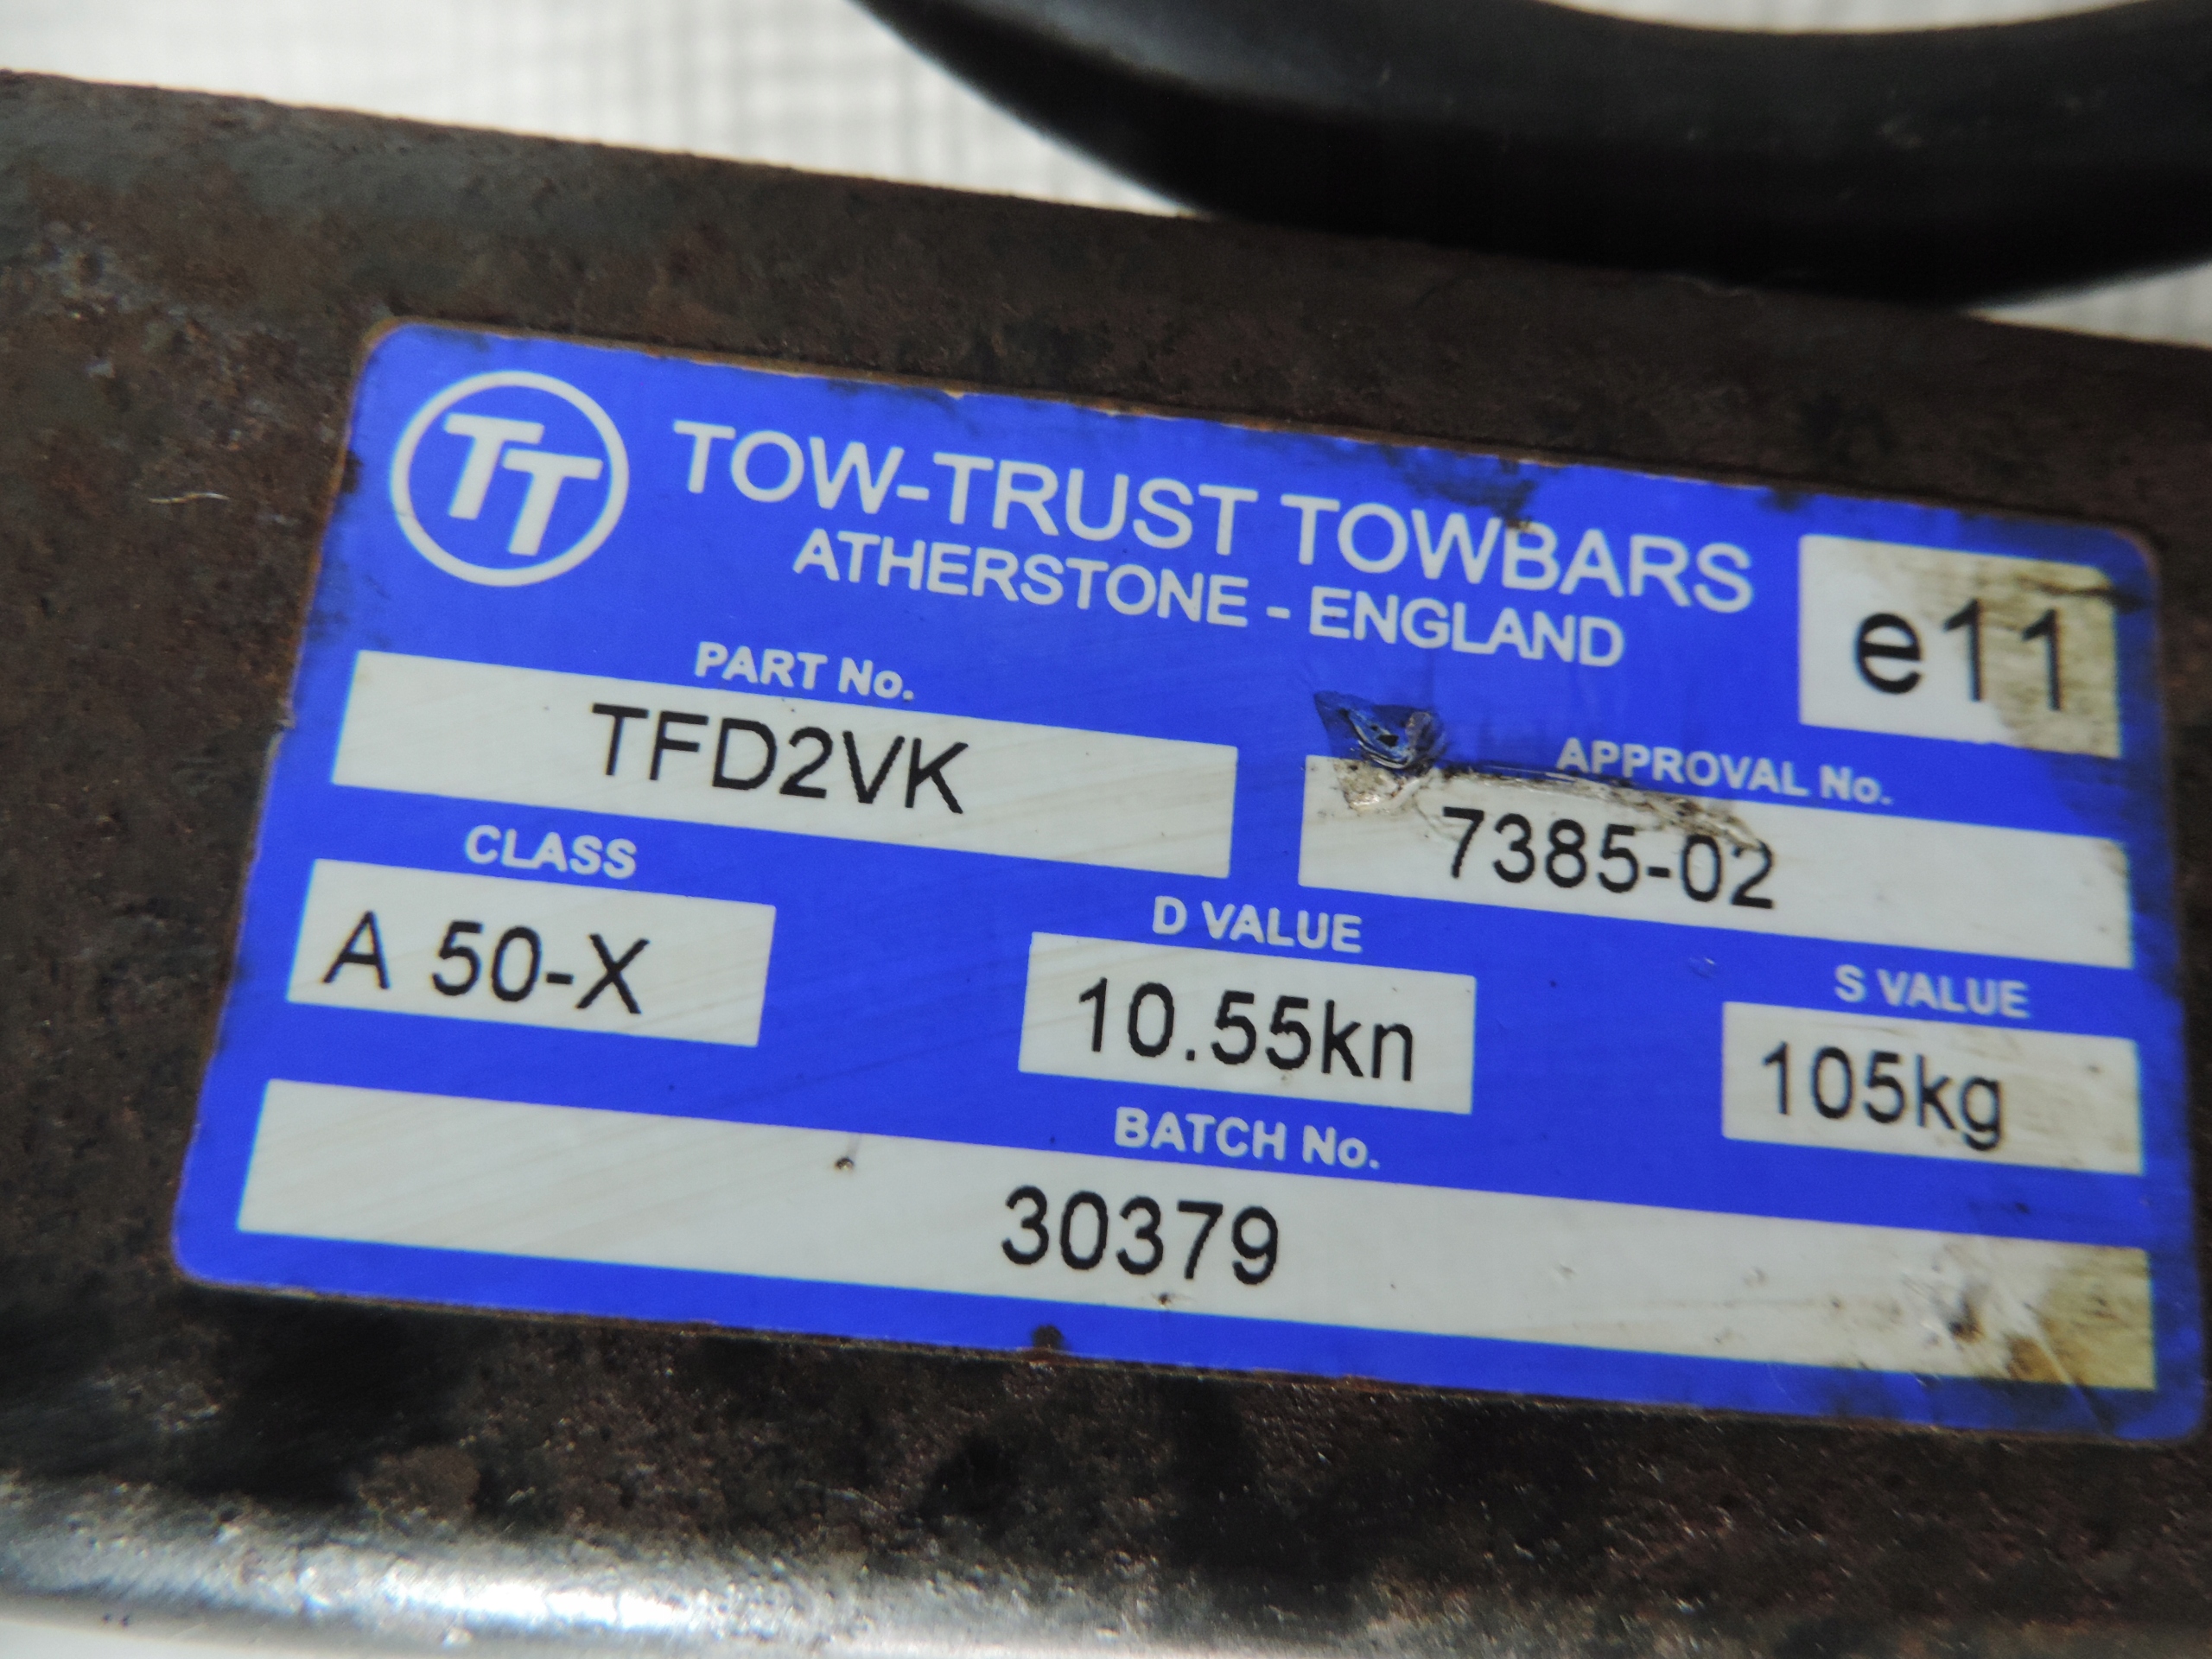 TT
TOW-TRUST TOWBARS
ATHERSTONE - ENGLAND
e11
PART No.
TFD2VK
APPROVAL No.
7385-02
CLASS
A 50-X
D VALUE
10.55kn
S VALUE
105kg
BATCH No.
30379